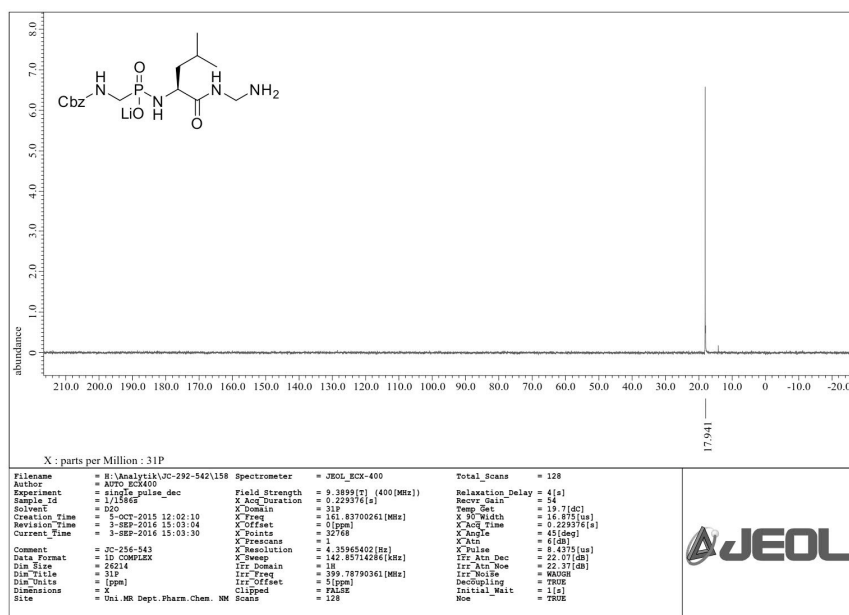 8.0
7.0
6.0
5.0
4.0
3.0
2.0
1.0
0
abundance
O
H
N
P
Cbz
LiO
N
H
H
N
NH2
O
210.0 200.0 190.0 180.0 170.0 160.0 150.0 140.0 130.0 120.0 110.0 100.0 90.0 80.0 70.0 60.0 50.0 40.0 30.0 20.0 10.0 0 -10.0 -20.0
17.941
X : parts per Million : 31P
Filename = H:\Analytik\JC-292-542\158
Author = AUTO_ECX400
Experiment = single_pulse_dec
Sample_Id = 1/1586s
Solvent = D2O
Creation_Time = 5-OCT-2015 12:02:10
Revision_Time = 3-SEP-2016 15:03:04
Current_Time = 3-SEP-2016 15:03:30
Comment = JC-256-543
Data_Format = 1D COMPLEX
Dim_Size = 26214
Dim_Title = 31P
Dim_Units = [ppm]
Dimensions = X
Site = Uni.MR Dept.Pharm.Chem. NM
Spectrometer = JEOL_ECX-400
Field_Strength = 9.3899[T] (400[MHz])
X_Acq_Duration = 0.229376[s]
X_Domain = 31P
X_Freq = 161.83700261[MHz]
X_Offset = 0[ppm]
X_Points = 32768
X_Prescans = 1
X_Resolution = 4.35965402[Hz]
X_Sweep = 142.85714286[kHz]
Irr_Domain = 1H
Irr_Freq = 399.78790361[MHz]
Irr_Offset = 5[ppm]
Clipped = FALSE
Scans = 128
Total_Scans = 128
Relaxation_Delay = 4[s]
Recvr_Gain = 54
Temp_Get = 19.7[dC]
X_90_Width = 16.875[us]
X_Acq_Time = 0.229376[s]
X_Angle = 45[deg]
X_Atn = 6[dB]
X_Pulse = 8.4375[us]
Irr_Atn_Dec = 22.07[dB]
Irr_Atn_Noe = 22.37[dB]
Irr_Noise = WAUGH
Decoupling = TRUE
Initial_Wait = 1[s]
Noe = TRUE
JEOL